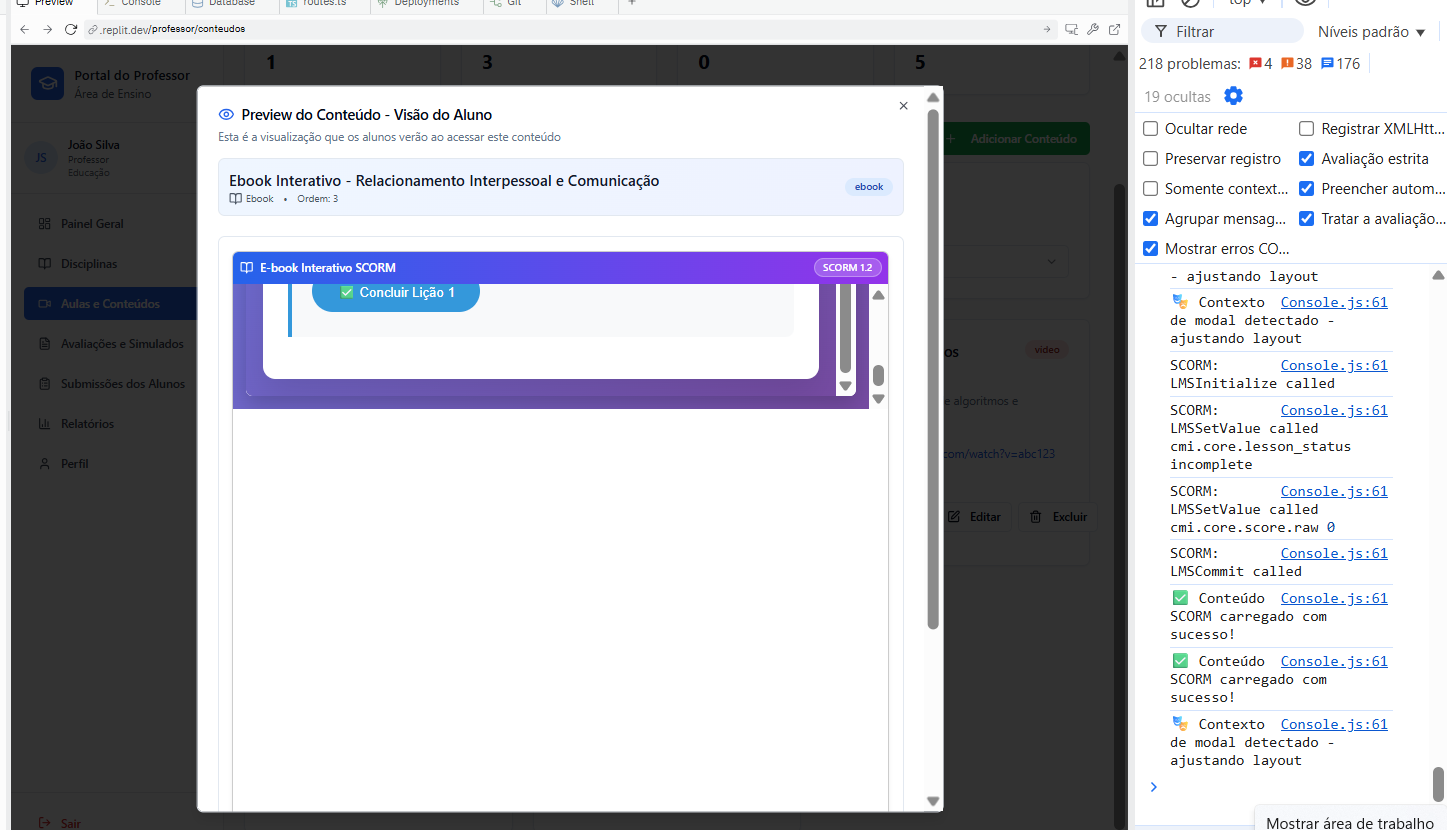 Preview
Console
Database
routes.ts
Deployments
Git
Shell
.replit.dev/professor/conteudos
Portal do Professor
Área de Ensino
JS
João Silva
Professor
Educação
Painel Geral
Disciplinas
Aulas e Conteúdos
Avaliações e Simulados
Submissões dos Alunos
Relatórios
Perfil
Sair
1
3
0
5
Adicionar Conteúdo
os
video
e algoritmos e
com/watch?v=abc123
Editar
Excluir
Preview do Conteúdo - Visão do Aluno
Esta é a visualização que os alunos verão ao acessar este conteúdo
Ebook Interativo - Relacionamento Interpessoal e Comunicação
Ebook • Ordem: 3
ebook
E-book Interativo SCORM
SCORM 1.2
✅ Concluir Lição 1
top
Filtrar
Níveis padrão
218 problemas: 4 38 176
19 ocultas
Ocultar rede
Registrar XMLHtt...
Preservar registro
Avaliação estrita
Somente context...
Preencher autom...
Agrupar mensag...
Tratar a avaliação...
Mostrar erros CO...
- ajustando layout
🎭 Contexto Console.js:61
de modal detectado -
ajustando layout
SCORM: Console.js:61
LMSInitialize called
SCORM: Console.js:61
LMSSetValue called
cmi.core.lesson_status
incomplete
SCORM: Console.js:61
LMSSetValue called
cmi.core.score.raw 0
SCORM: Console.js:61
LMSCommit called
✅ Conteúdo Console.js:61
SCORM carregado com
sucesso!
✅ Conteúdo Console.js:61
SCORM carregado com
sucesso!
🎭 Contexto Console.js:61
de modal detectado -
ajustando layout
Mostrar área de trabalho